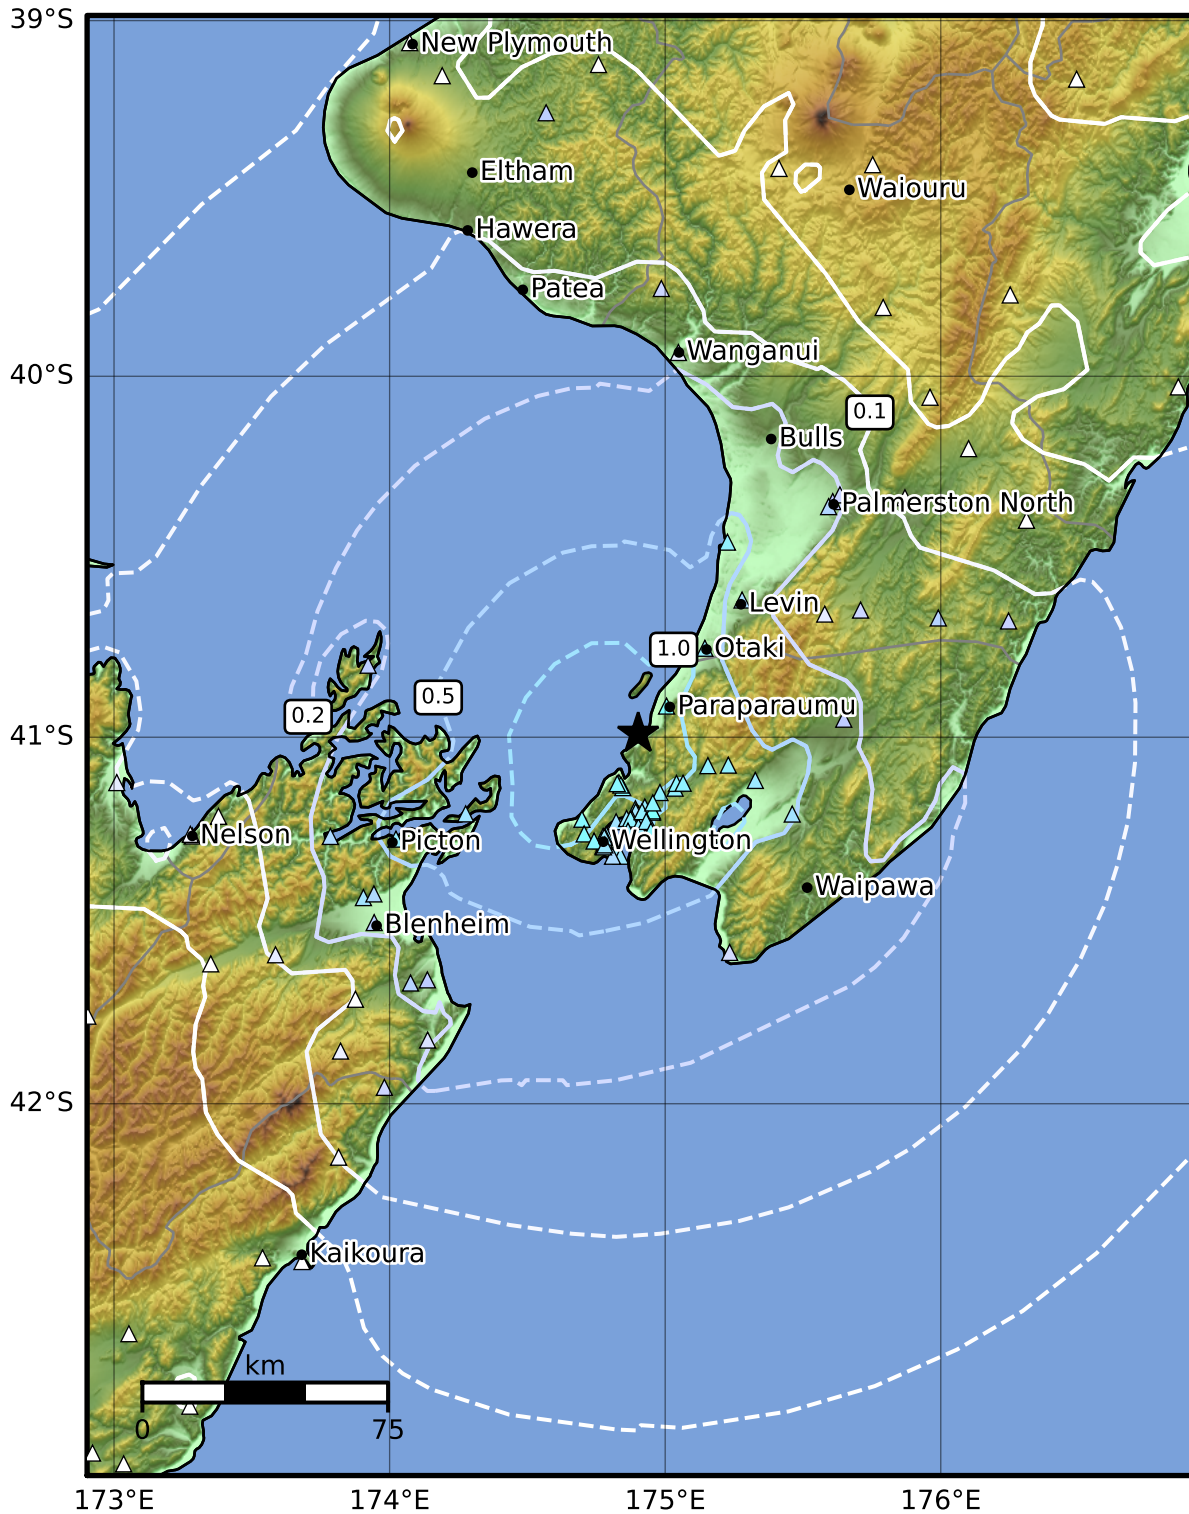 39°S
New Plymouth
Eltham
Waiouru
Hawera
Patea
Wanganui
40°S
0.1
Bulls
Palmerston North
Levin
1.0
Otaki
0.5
Paraparaumu
0.2
41°S
Nelson
Picton
Wellington
Waipawa
Blenheim
42°S
Kaikoura
km
0 75
173°E 174°E 175°E 176°E